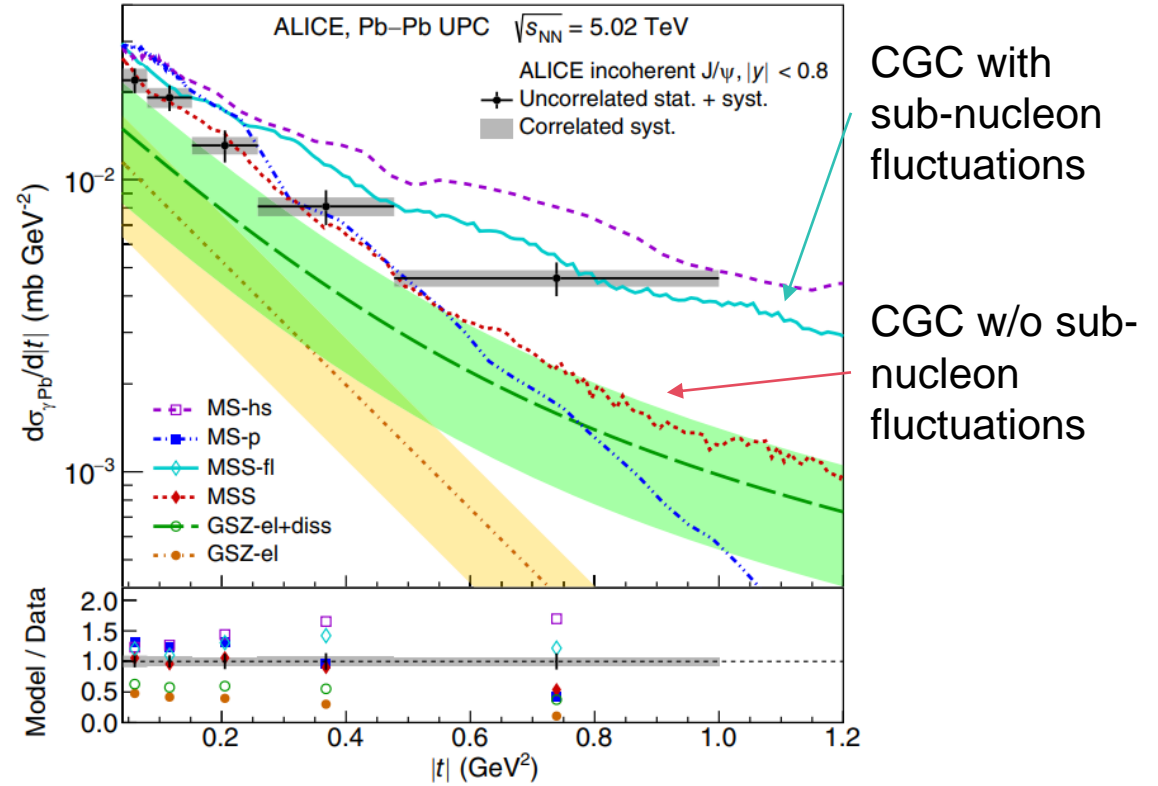 ALICE, Pb−Pb UPC √sNN = 5.02 TeV
ALICE incoherent J/ψ, |y| < 0.8
Uncorrelated stat. + syst.
Correlated syst.
CGC with
sub-nucleon
fluctuations
CGC w/o sub-
nucleon
fluctuations
dσγPb/d|t| (mb GeV-2)
10−2
10−3
MS-hs
MS-p
MSS-fl
MSS
GSZ-el+diss
GSZ-el
Model / Data
2.0
1.5
1.0
0.5
0.0
0.2 0.4 0.6 0.8 1.0 1.2
|t| (GeV2)